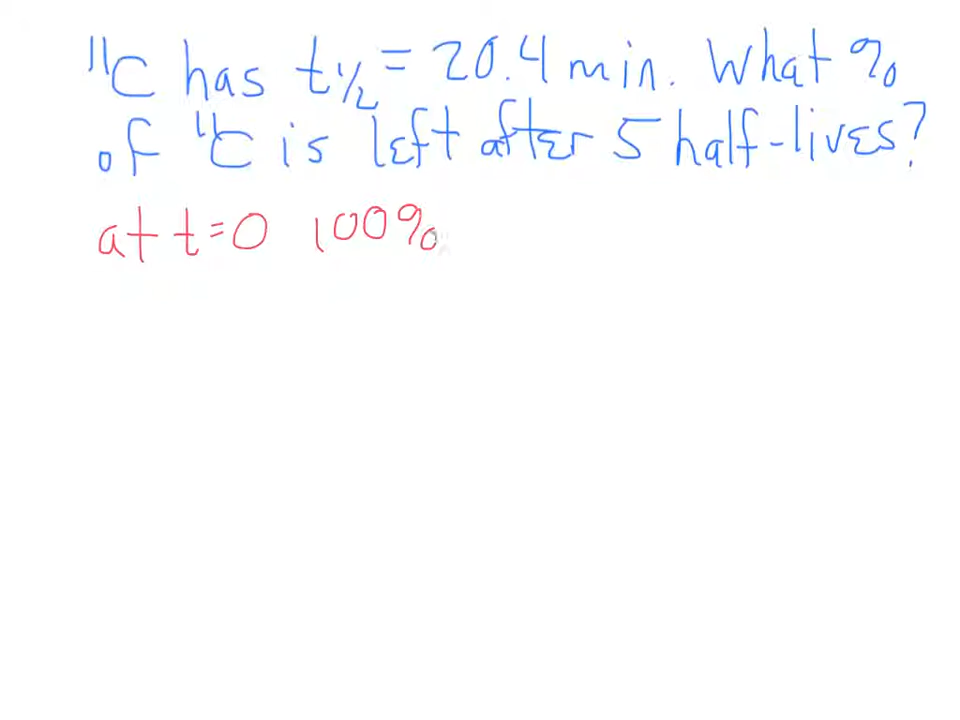 ¹¹C has t½ = 20.4 min. What %
of ¹¹C is left after 5 half-lives?
at t=0 100%